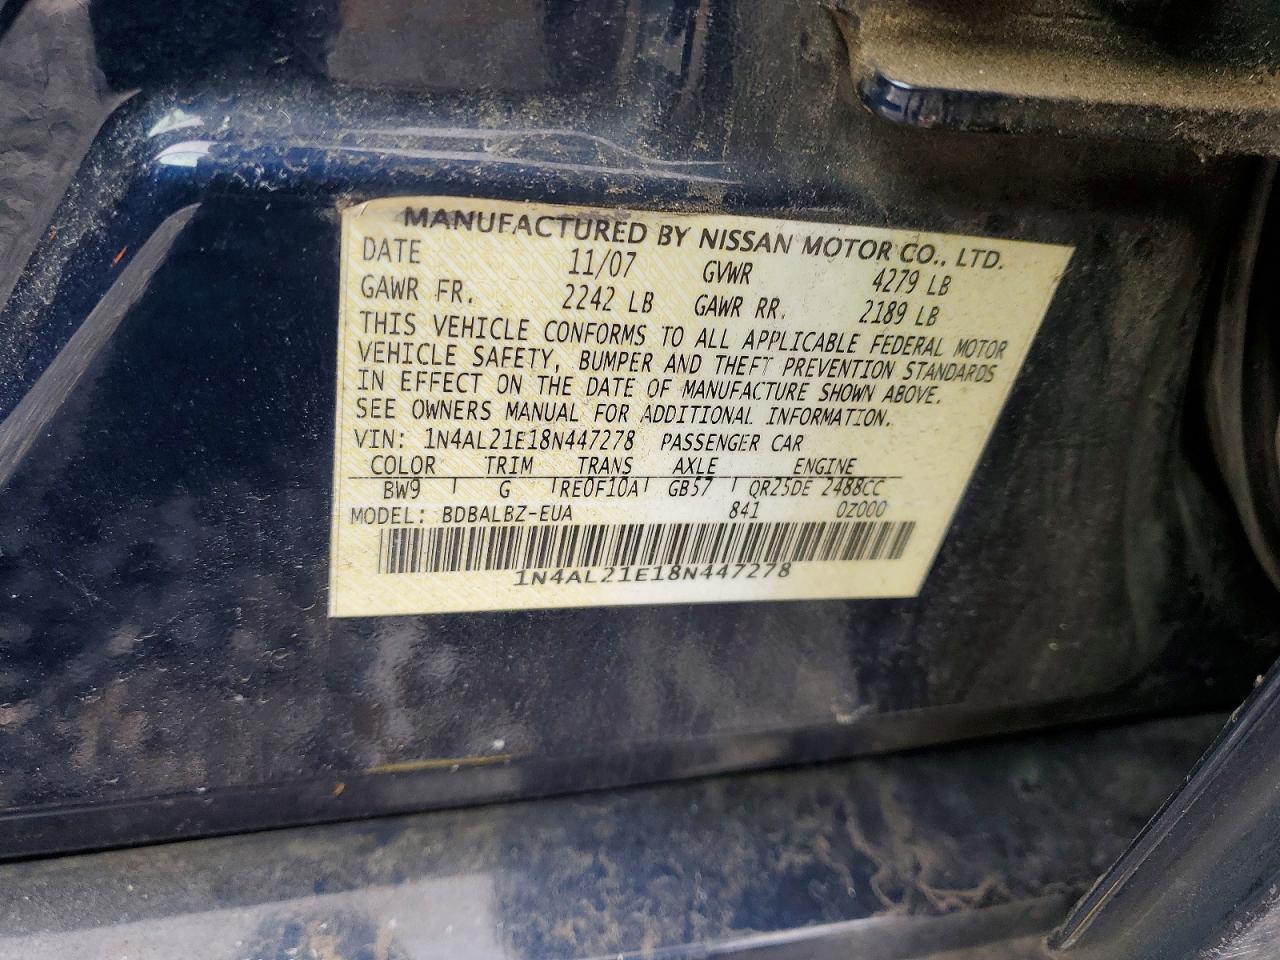 MANUFACTURED BY NISSAN MOTOR CO., LTD.
DATE 11/07 GVWR 4279 LB
GAWR FR. 2242 LB GAWR RR. 2189 LB
THIS VEHICLE CONFORMS TO ALL APPLICABLE FEDERAL MOTOR
VEHICLE SAFETY, BUMPER AND THEFT PREVENTION STANDARDS
IN EFFECT ON THE DATE OF MANUFACTURE SHOWN ABOVE.
SEE OWNERS MANUAL FOR ADDITIONAL INFORMATION.
VIN: 1N4AL21E18N447278 PASSENGER CAR
COLOR TRIM TRANS AXLE ENGINE
BW9 G RE0F10A GB57 QR25DE 2488CC
MODEL: BDBALBZ-EUA 841 0Z000
1N4AL21E18N447278